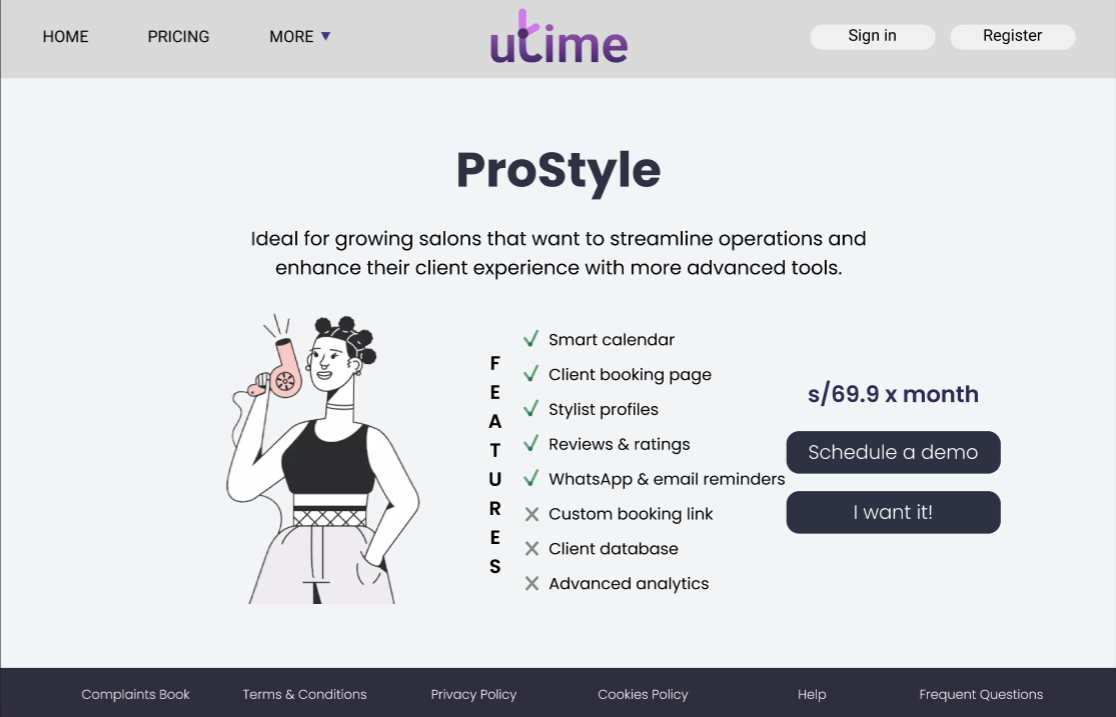 HOME
PRICING
MORE
utime
Sign in
Register
ProStyle
Ideal for growing salons that want to streamline operations and
enhance their client experience with more advanced tools.
FEATURES
Smart calendar
Client booking page
Stylist profiles
Reviews & ratings
WhatsApp & email reminders
Custom booking link
Client database
Advanced analytics
s/69.9 x month
Schedule a demo
I want it!
Complaints Book
Terms & Conditions
Privacy Policy
Cookies Policy
Help
Frequent Questions